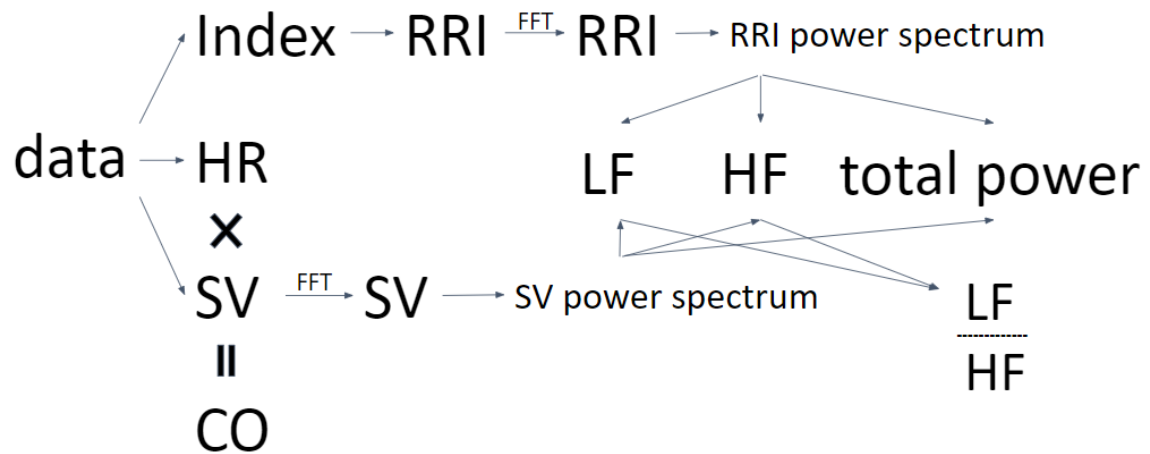 Index RRI FFT RRI RRI power spectrum
data HR LF HF total power
×
SV FFT SV SV power spectrum LF
=
HF
CO